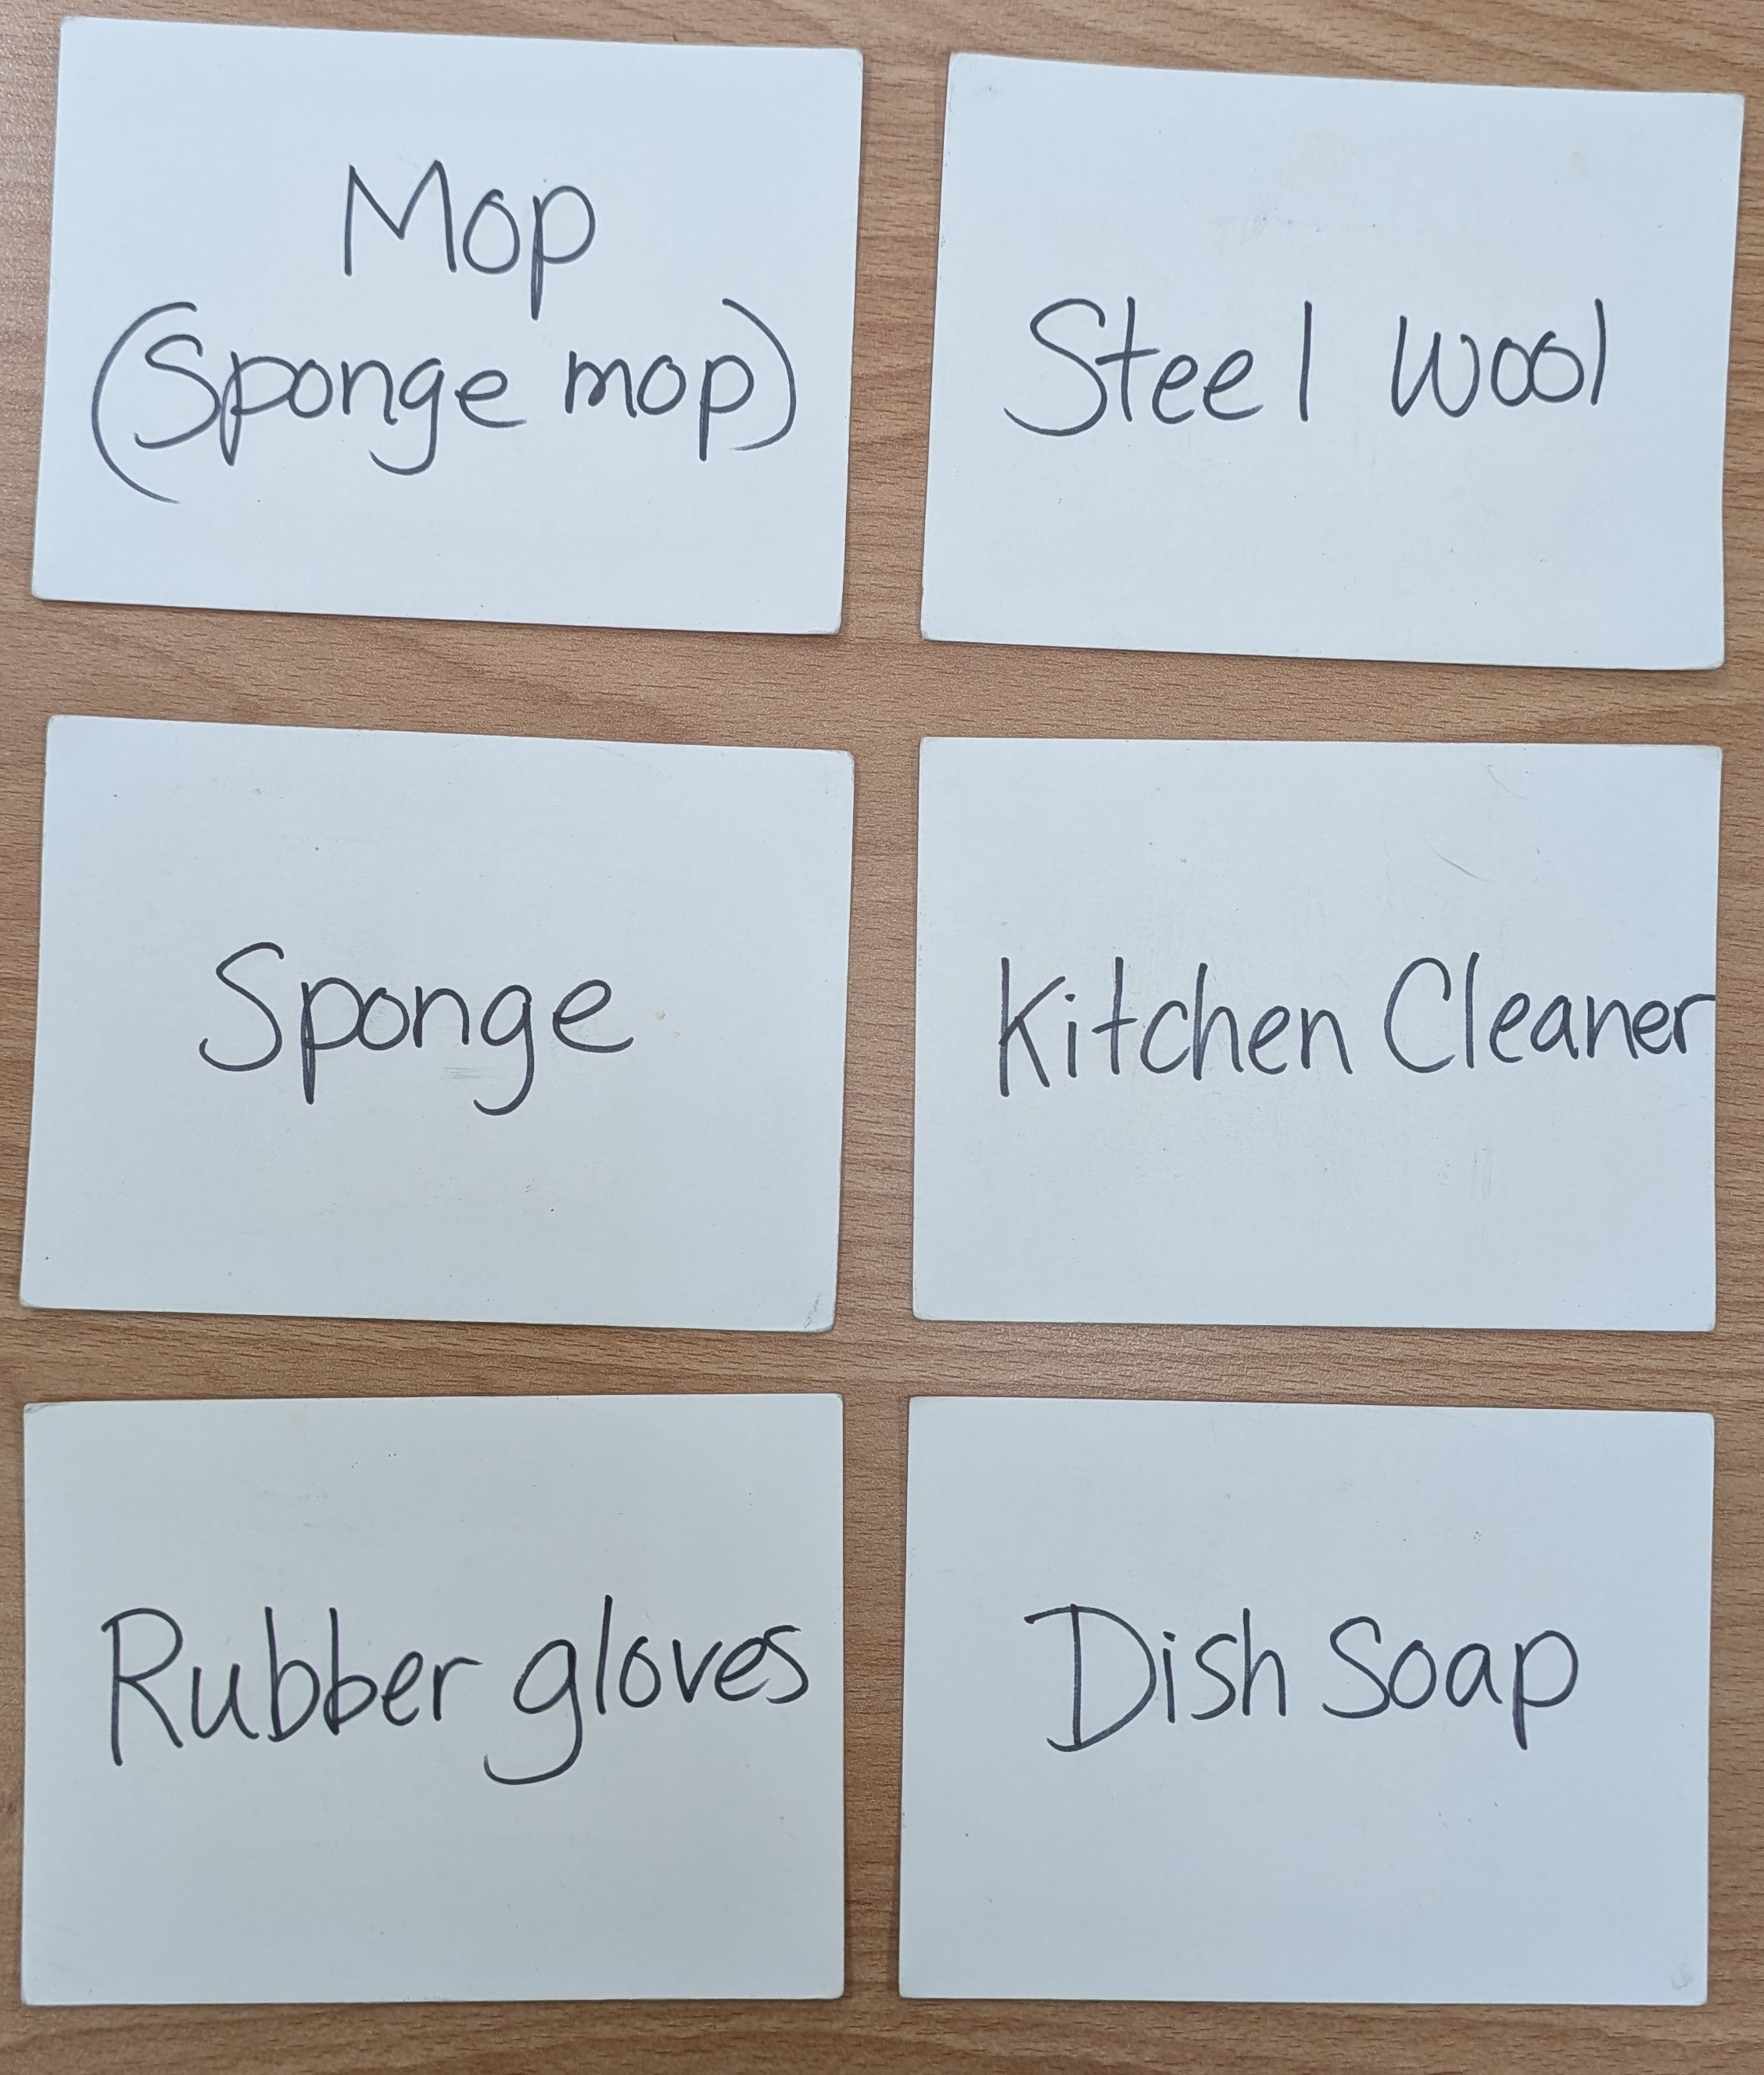 Mop
(Sponge mop)
Steel wool
Sponge
Kitchen Cleaner
Rubber gloves
Dish Soap